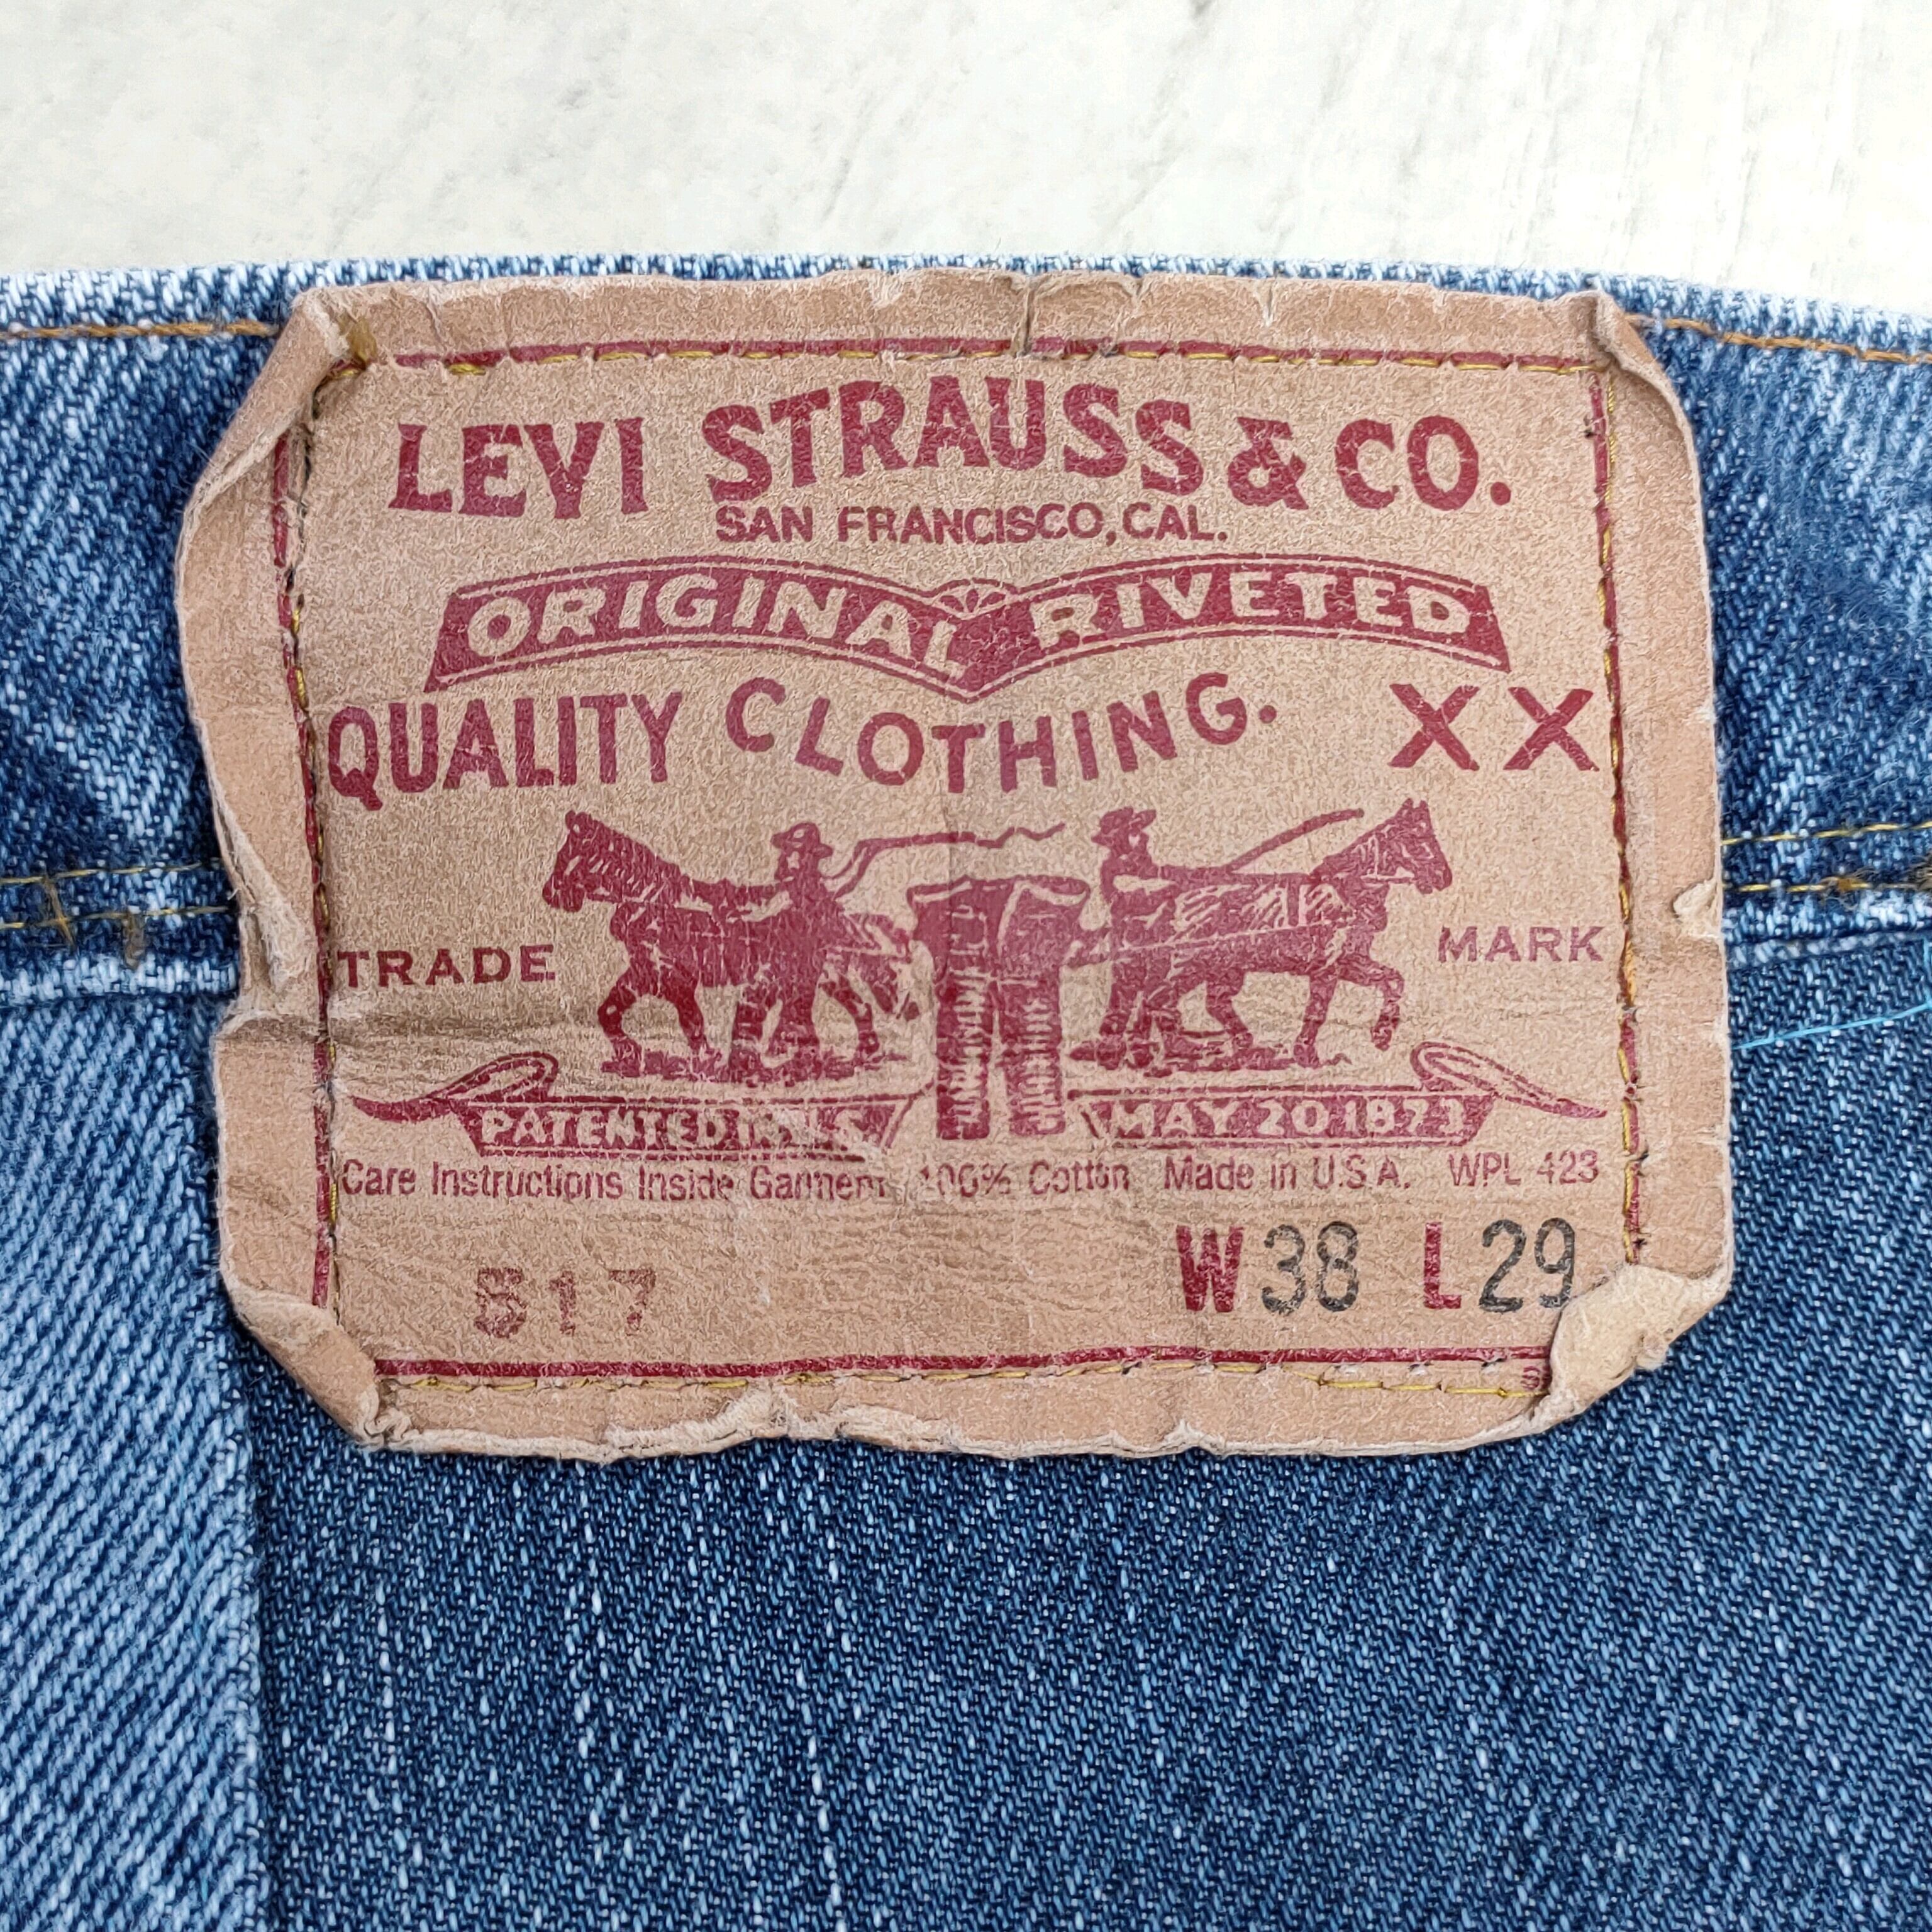 LEVI STRAUSS & CO.
SAN FRANCISCO, CAL.
ORIGINAL RIVETED
QUALITY CLOTHING. XX
TRADE MARK
PATENTED IN U.S. MAY 20 1873
Care Instructions Inside Garment 100% Cotton Made in U.S.A. WPL 423
517 W38 L29